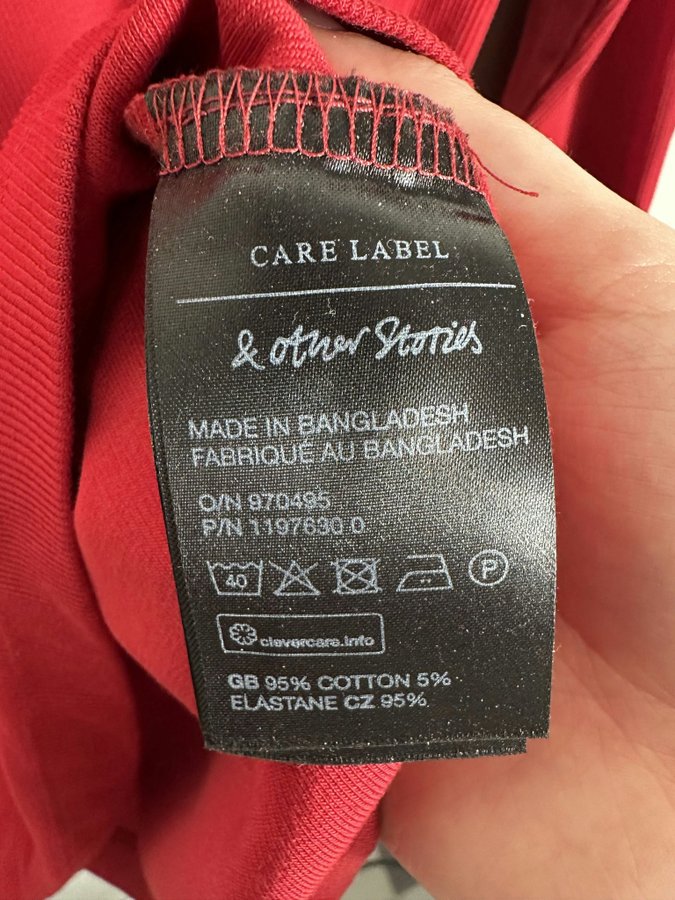 CARE LABEL
& other Stories
MADE IN BANGLADESH
FABRIQUÉ AU BANGLADESH
O/N 970495
P/N 1197630 0
40
P
clevercare.info
GB 95% COTTON 5%
ELASTANE CZ 95%